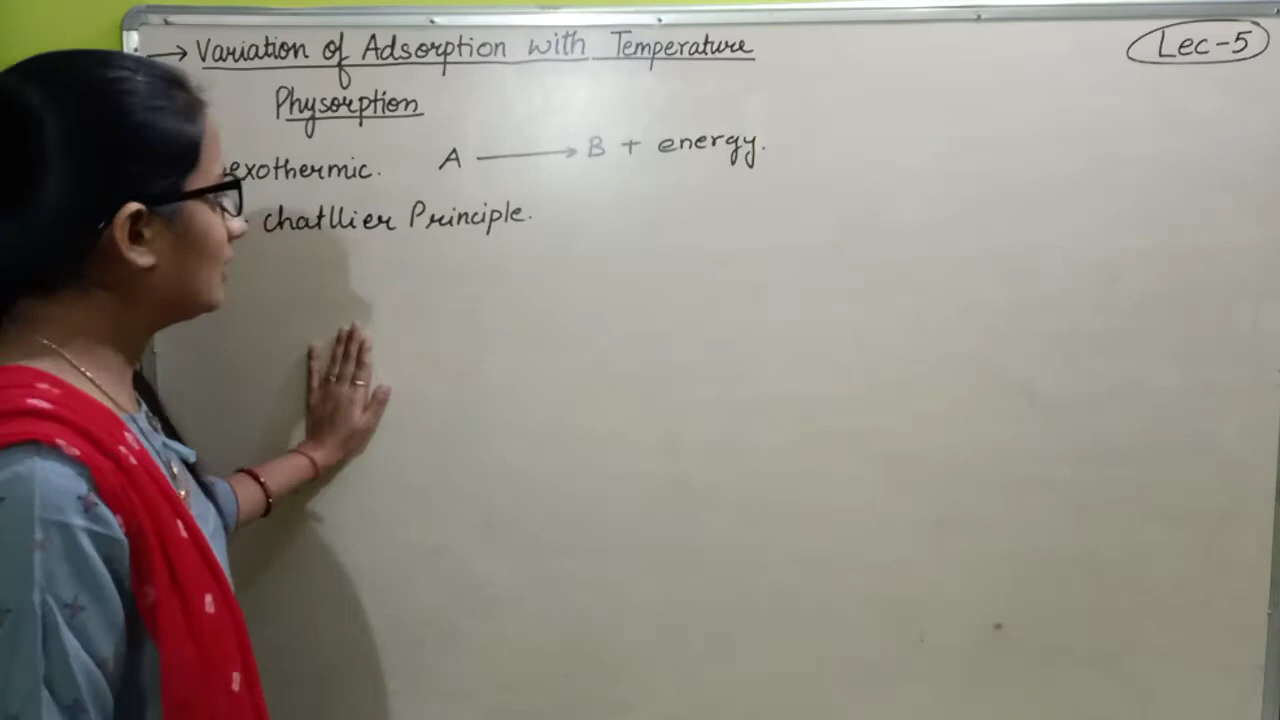 → Variation of Adsorption with Temperature
Lec-5
Physorption
exothermic. A ⟶ B + energy.
chatllier Principle.